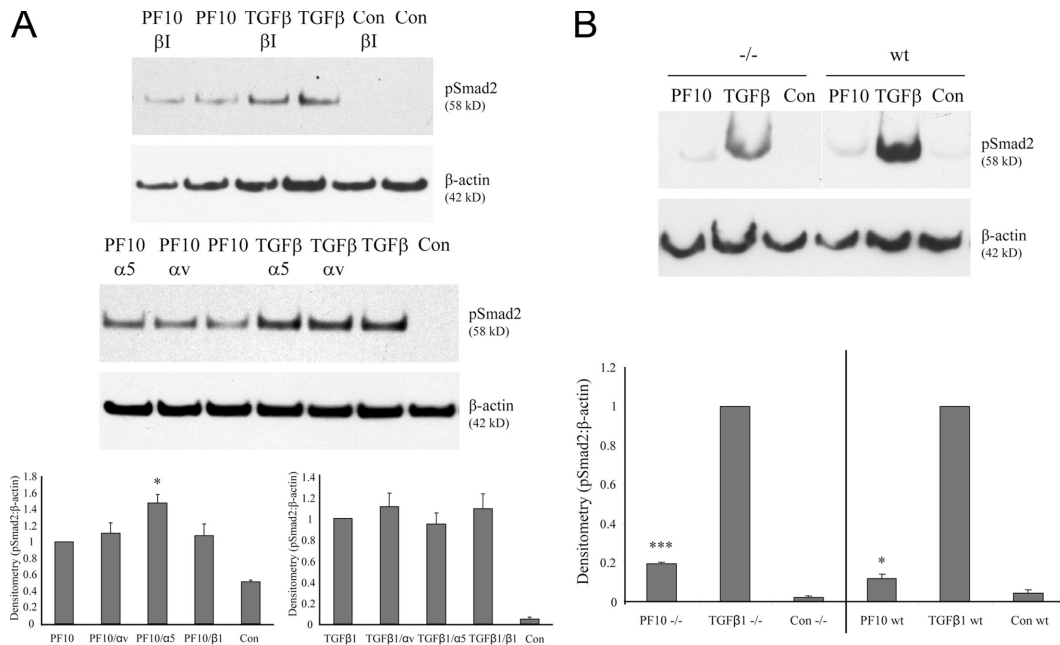 A
PF10 PF10 TGFβ TGFβ Con Con
βI βI βI
pSmad2
(58 kD)
β-actin
(42 kD)
PF10 PF10 PF10 TGFβ TGFβ TGFβ Con
α5 αv α5 αv
pSmad2
(58 kD)
β-actin
(42 kD)
Densitometry (pSmad2:β-actin)
1.8
1.6
1.4
1.2
1
0.8
0.6
0.4
0.2
0
*
PF10 PF10/αv PF10/α5 PF10/β1 Con
Densitometry (pSmad2:β-actin)
1.4
1.2
1
0.8
0.6
0.4
0.2
0
TGFβ1 TGFβ1/αv TGFβ1/α5 TGFβ1/β1 Con
B
-/- wt
PF10 TGFβ Con PF10 TGFβ Con
pSmad2
(58 kD)
β-actin
(42 kD)
Densitometry (pSmad2:β-actin)
1.2
1
0.8
0.6
0.4
0.2
0
*** *
PF10 -/- TGFβ1 -/- Con -/- PF10 wt TGFβ1 wt Con wt